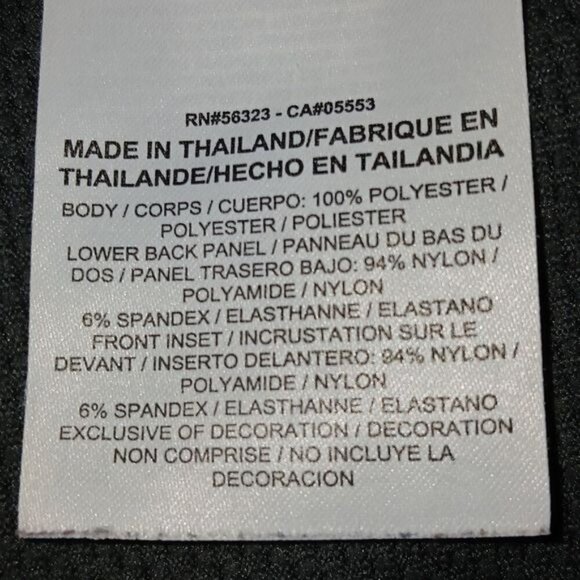 RN#56323 - CA#05553
MADE IN THAILAND/FABRIQUE EN
THAILANDE/HECHO EN TAILANDIA
BODY / CORPS / CUERPO: 100% POLYESTER /
POLYESTER / POLIESTER
LOWER BACK PANEL / PANNEAU DU BAS DU
DOS / PANEL TRASERO BAJO: 94% NYLON /
POLYAMIDE / NYLON
6% SPANDEX / ELASTHANNE / ELASTANO
FRONT INSET / INCRUSTATION SUR LE
DEVANT / INSERTO DELANTERO: 94% NYLON /
POLYAMIDE / NYLON
6% SPANDEX / ELASTHANNE / ELASTANO
EXCLUSIVE OF DECORATION / DECORATION
NON COMPRISE / NO INCLUYE LA
DECORACION